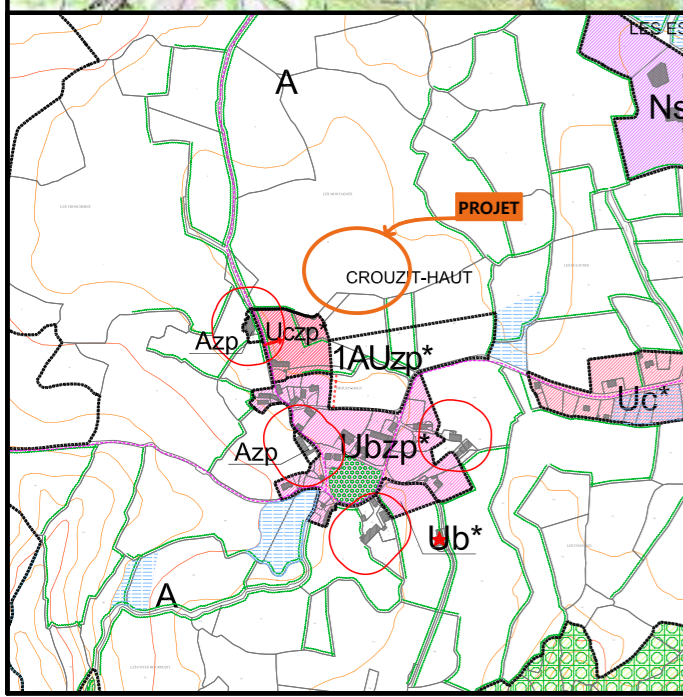 LES ES
A
Ns
PROJET
CROUZIT-HAUT
Azp
Uczp*
1AUzp*
Uc*
Azp
Ubzp*
Ub*
A